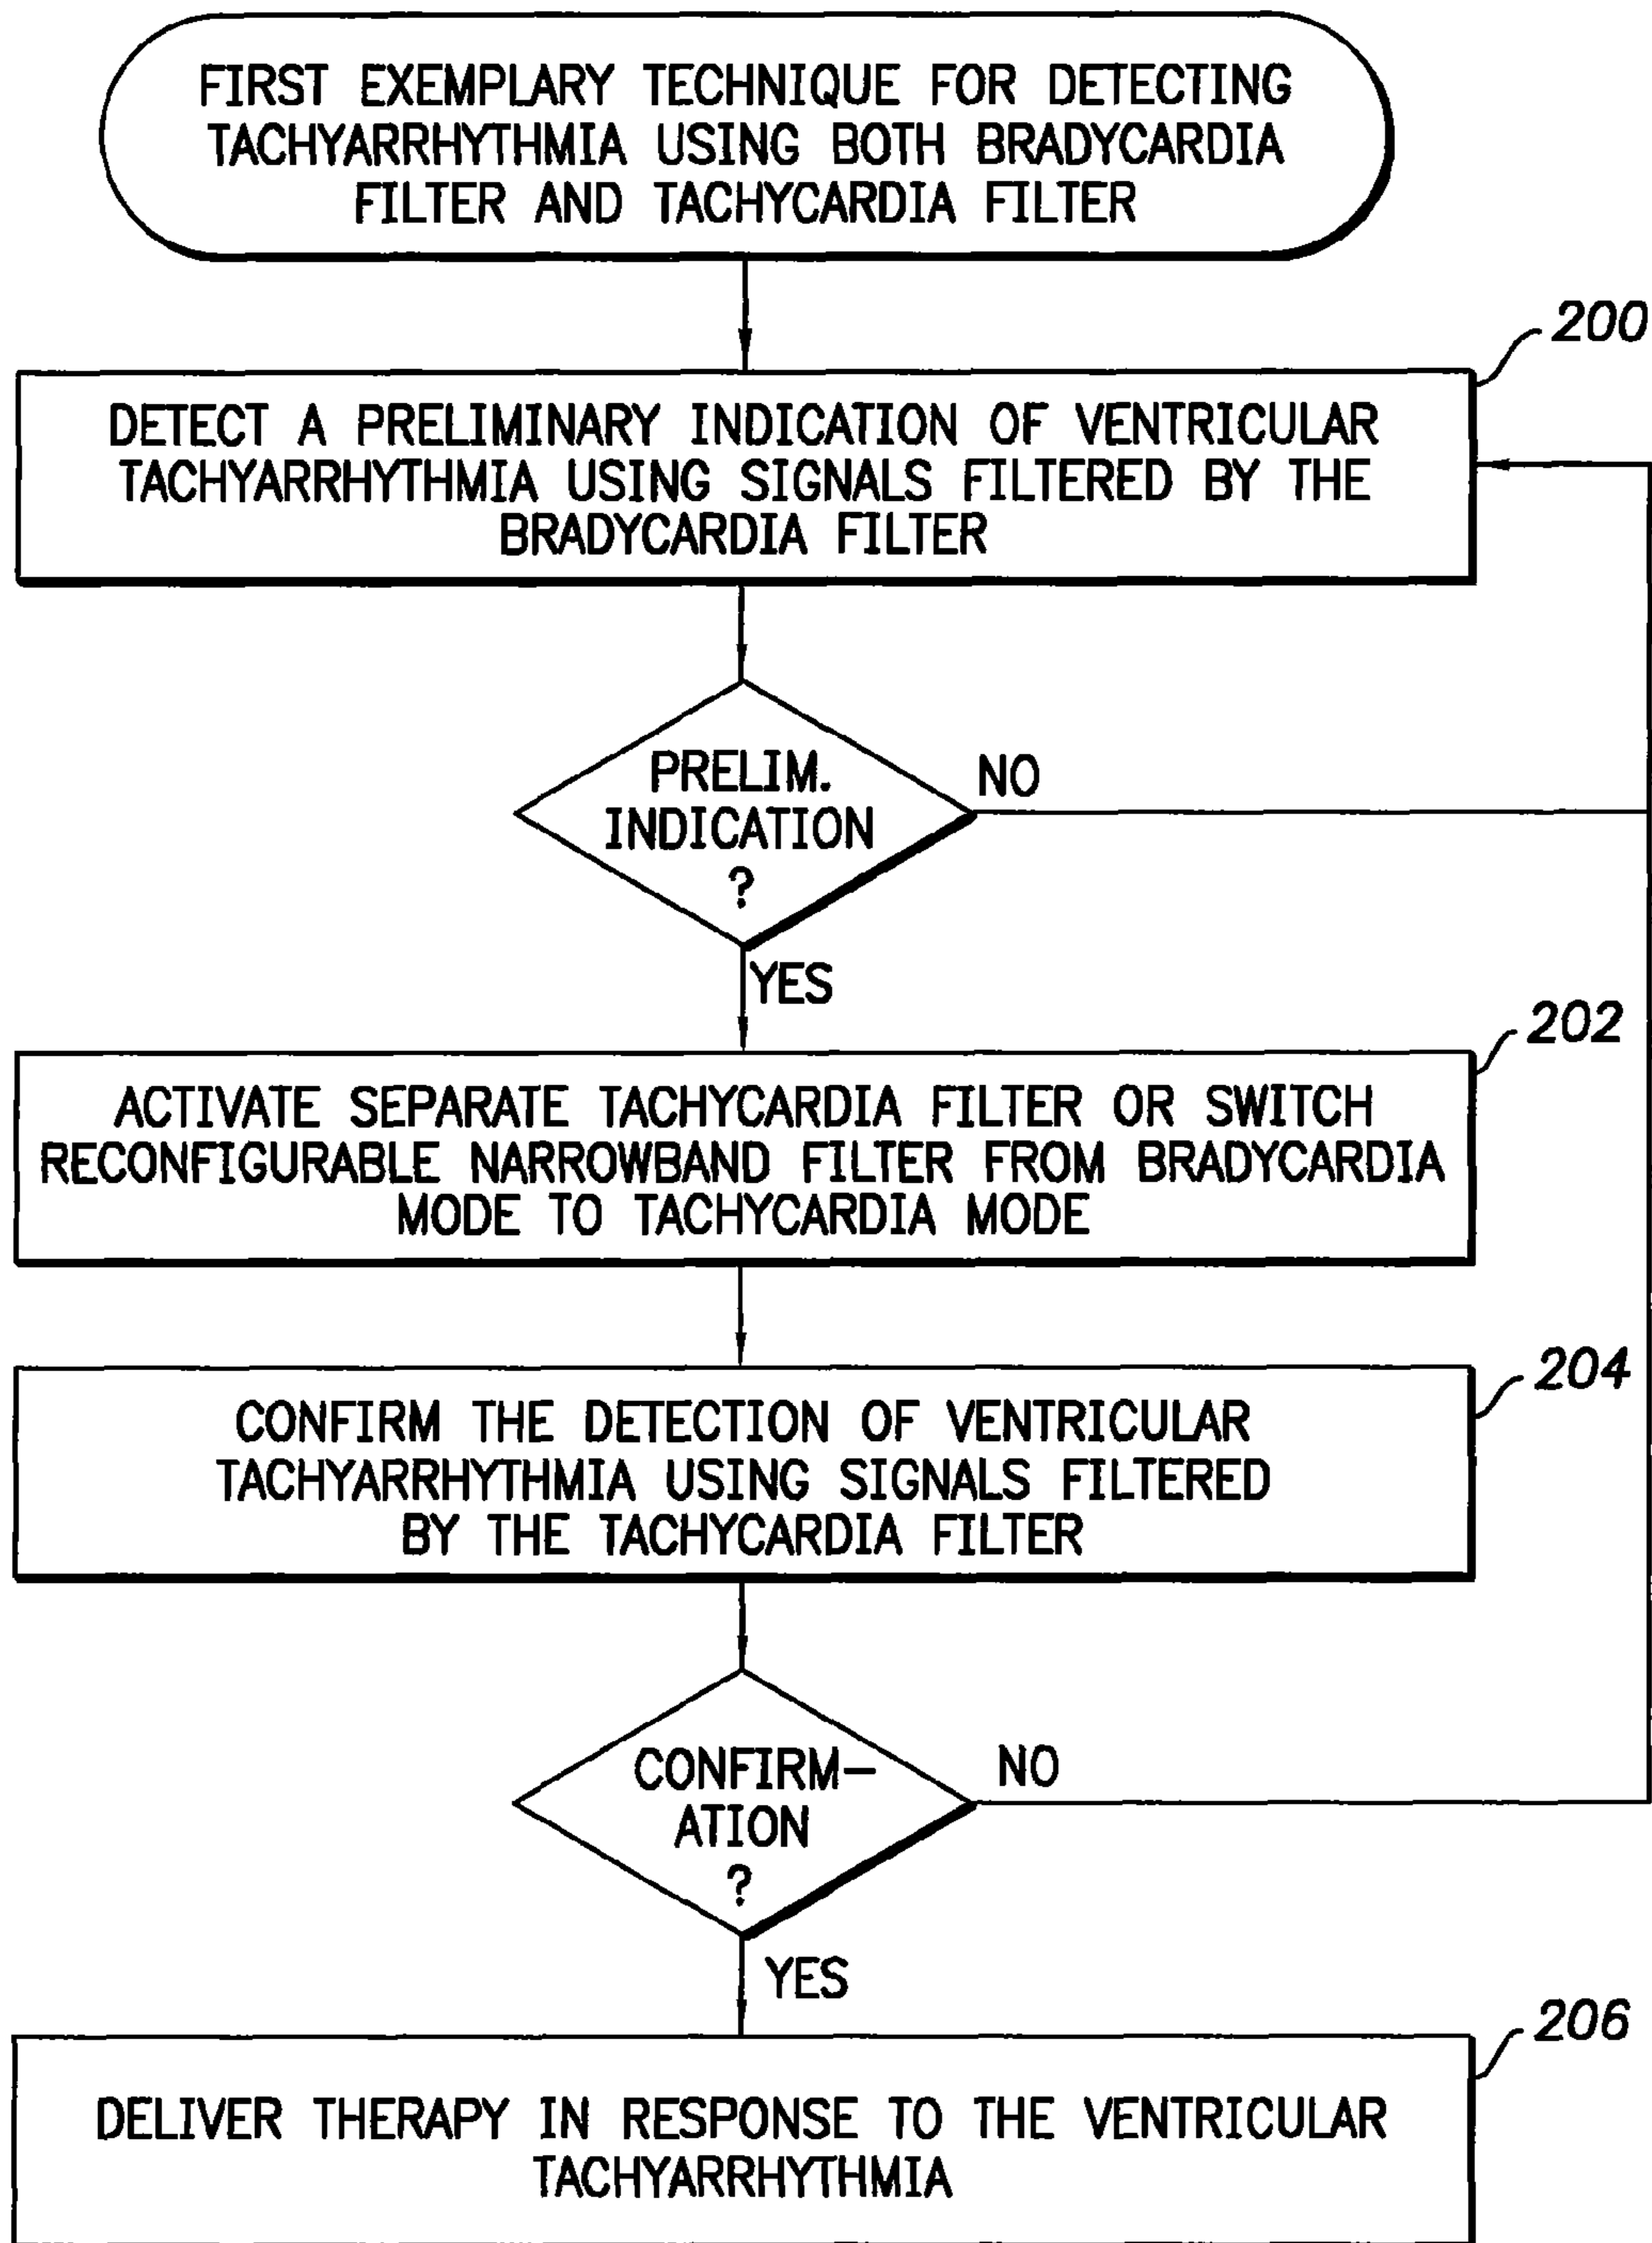 FIRST EXEMPLARY TECHNIQUE FOR DETECTING
TACHYARRHYTHMIA USING BOTH BRADYCARDIA
FILTER AND TACHYCARDIA FILTER
200
DETECT A PRELIMINARY INDICATION OF VENTRICULAR
TACHYARRHYTHMIA USING SIGNALS FILTERED BY THE
BRADYCARDIA FILTER
PRELIM.
INDICATION
?
NO
YES
202
ACTIVATE SEPARATE TACHYCARDIA FILTER OR SWITCH
RECONFIGURABLE NARROWBAND FILTER FROM BRADYCARDIA
MODE TO TACHYCARDIA MODE
204
CONFIRM THE DETECTION OF VENTRICULAR
TACHYARRHYTHMIA USING SIGNALS FILTERED
BY THE TACHYCARDIA FILTER
CONFIRM-
ATION
?
NO
YES
206
DELIVER THERAPY IN RESPONSE TO THE VENTRICULAR
TACHYARRHYTHMIA